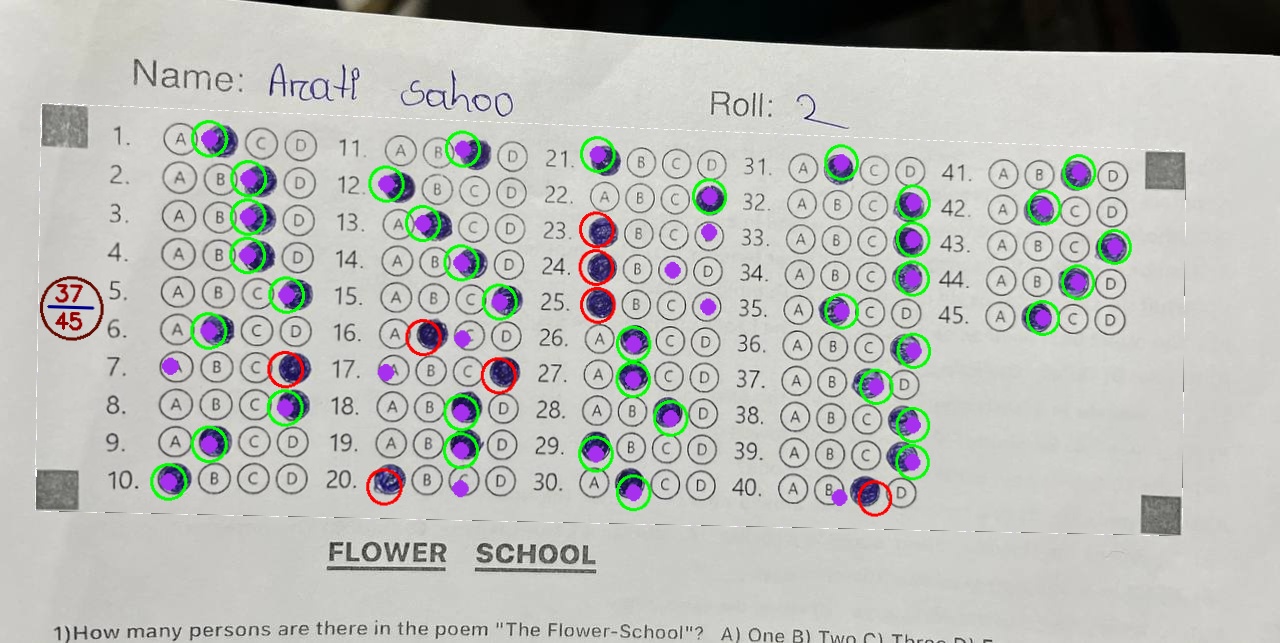 Name: Arati Sahoo Roll: 2
1. A C D 11. A B D 21. B C D 31. A C D 41. A B D
2. A B D 12. B C D 22. A B C 32. A B C 42. A C D
3. A B D 13. A C D 23. B C 33. A B C 43. A B C
4. A B D 14. A B D 24. B D 34. A B C 44. A B D
37
45
5. A B C 15. A B C 25. B C 35. A C D 45. A C D
6. A C D 16. A C D 26. A C D 36. A B C
7. A B C 17. A B C 27. A C D 37. A B D
8. A B C 18. A B D 28. A B D 38. A B C
9. A C D 19. A B D 29. B C D 39. A B C
10. B C D 20. B C D 30. A C D 40. A B D
FLOWER SCHOOL
1)How many persons are there in the poem "The Flower-School"? A) One B) Two C) Three D)